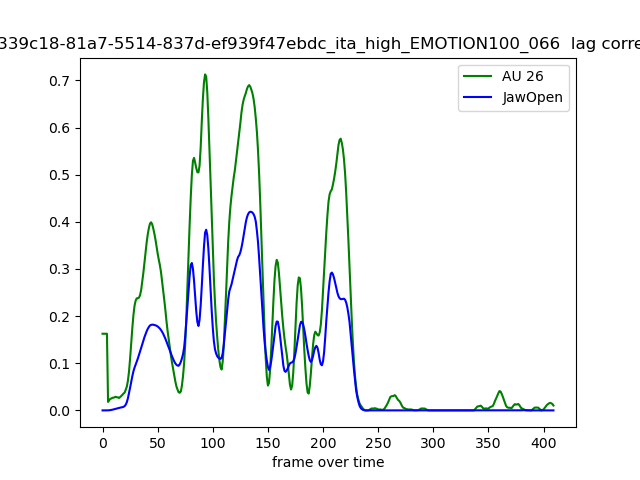 339c18-81a7-5514-837d-ef939f47ebdc_ita_high_EMOTION100_066 lag corre
AU 26
JawOpen
0.7
0.6
0.5
0.4
0.3
0.2
0.1
0.0
0 50 100 150 200 250 300 350 400
frame over time